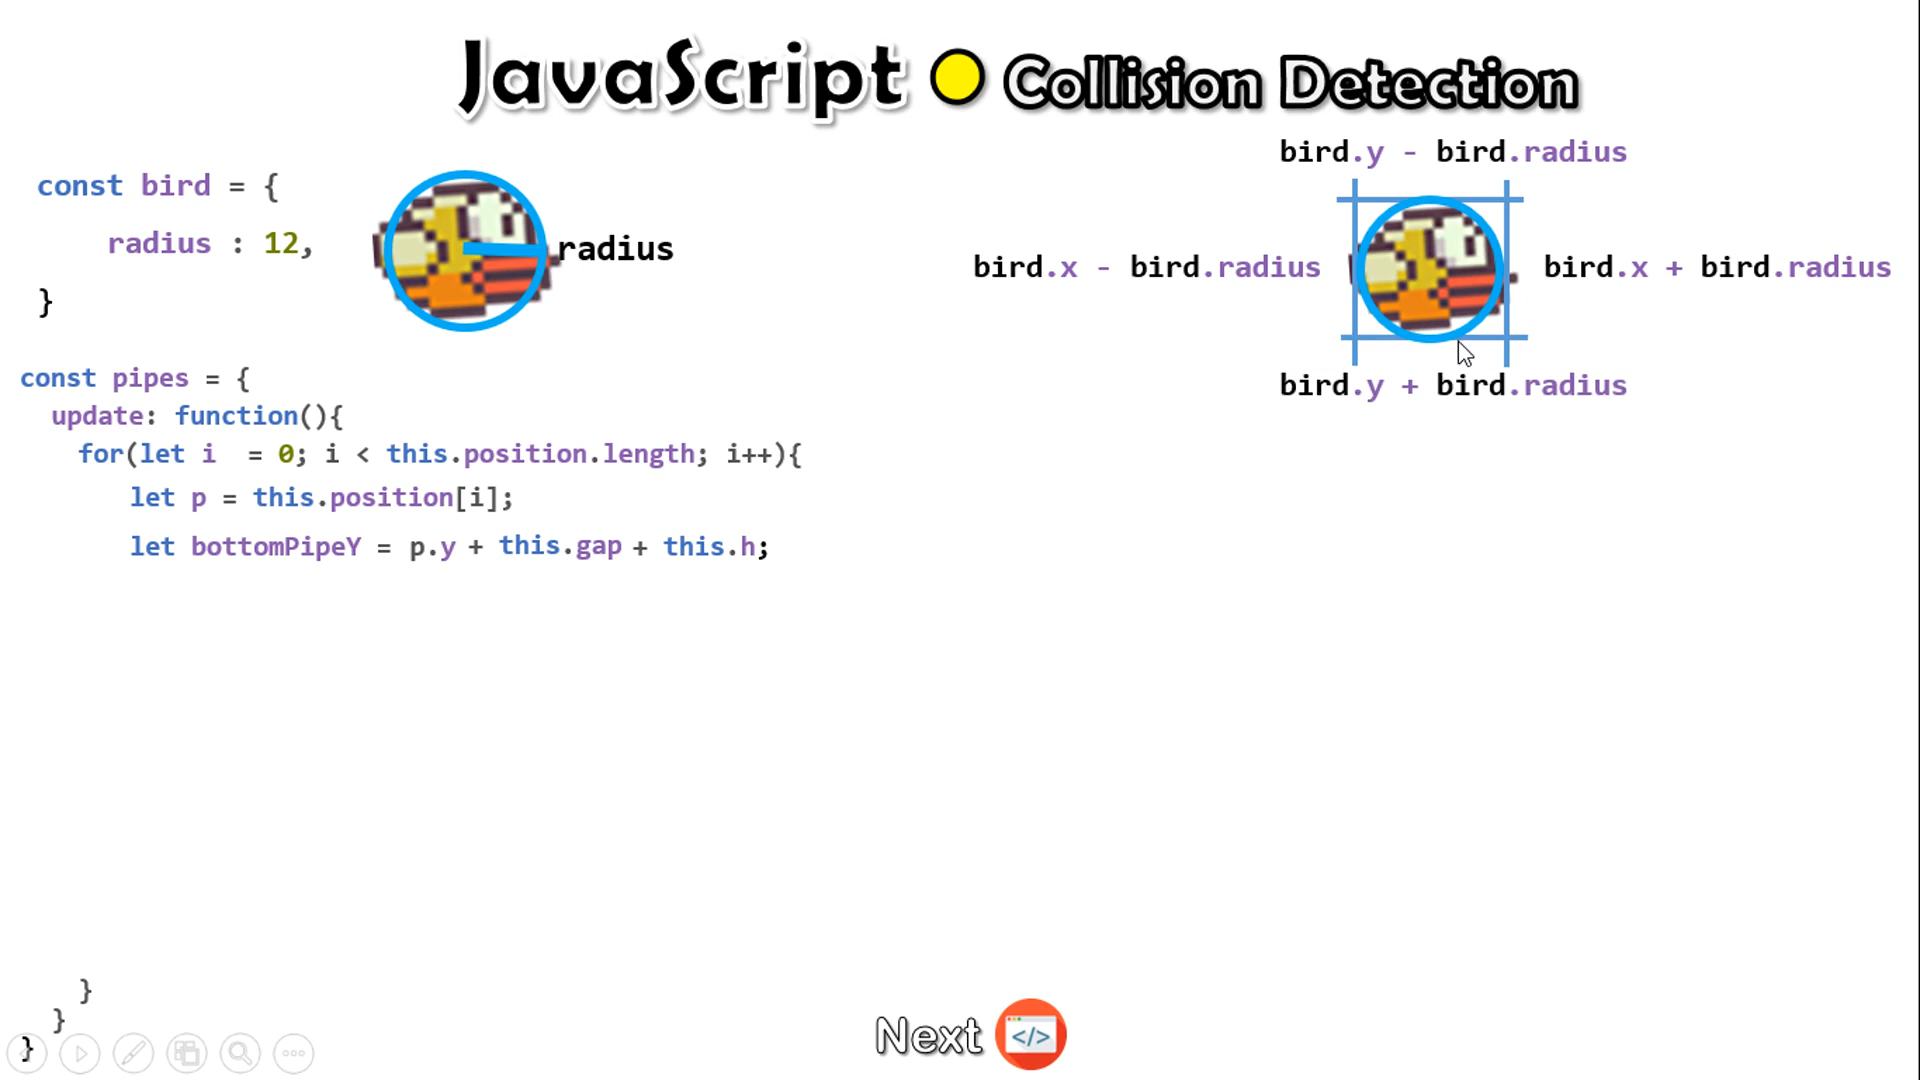 JavaScript Collision Detection
const bird = {
radius : 12,
}
radius
bird.y - bird.radius
bird.x - bird.radius
bird.x + bird.radius
bird.y + bird.radius
const pipes = {
update: function(){
for(let i = 0; i < this.position.length; i++){
let p = this.position[i];
let bottomPipeY = p.y + this.gap + this.h;
}
}
}
Next </>